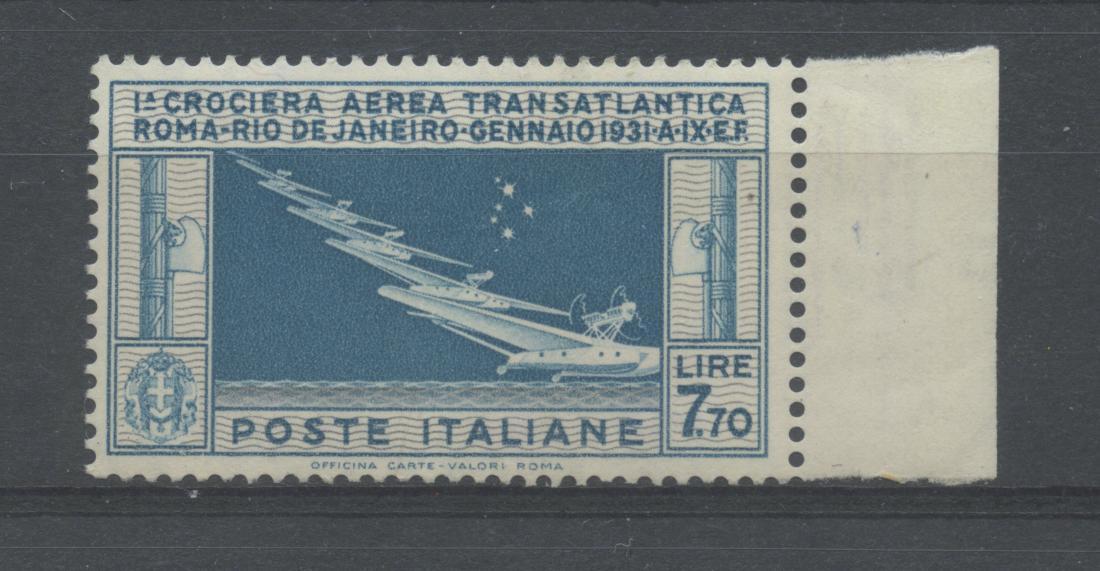 Iᴬ CROCIERA AEREA TRANSATLANTICA
ROMA-RIO DE JANEIRO·GENNAIO 1931·A·IX·E.F.
LIRE
7.70
POSTE ITALIANE
OFFICINA CARTE-VALORI ROMA